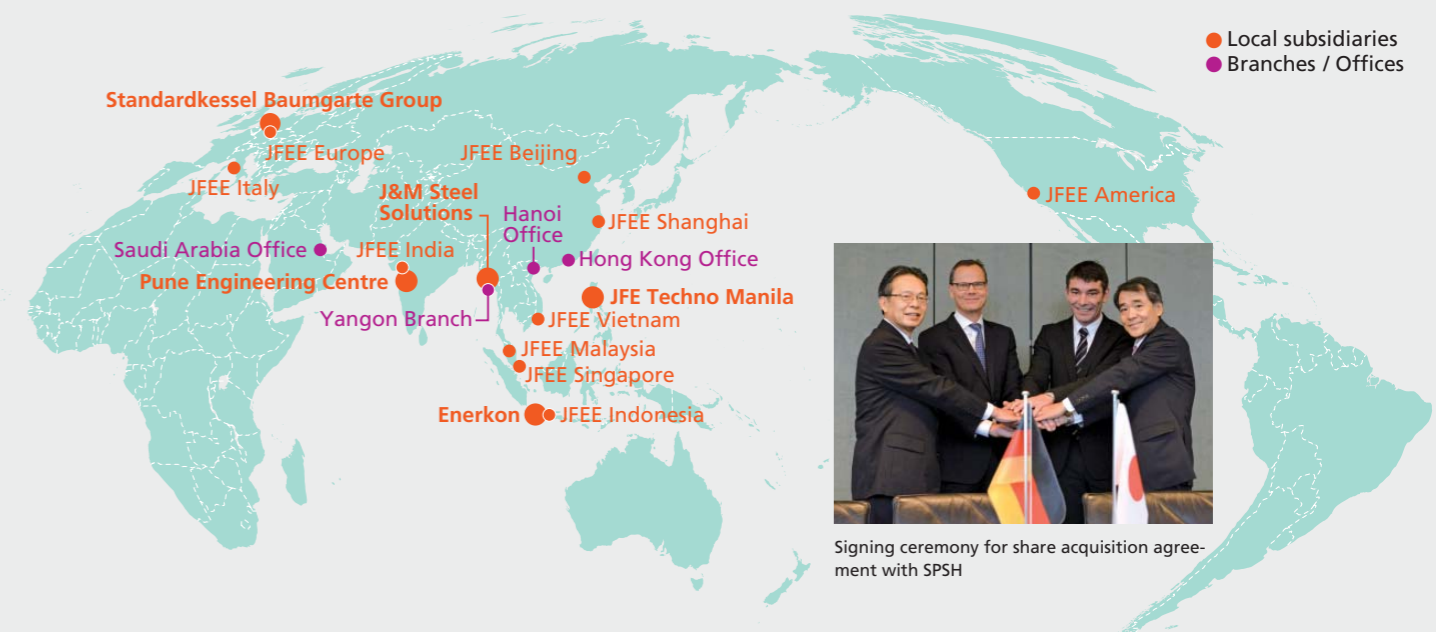 Local subsidiaries
Branches / Offices
Standardkessel Baumgarte Group
JFEE Europe
JFEE Italy
JFEE Beijing
J&M Steel
Solutions
Hanoi
Office
JFEE Shanghai
JFEE America
Saudi Arabia Office
JFEE India
Hong Kong Office
Pune Engineering Centre
JFE Techno Manila
Yangon Branch
JFEE Vietnam
JFEE Malaysia
JFEE Singapore
Enerkon
JFEE Indonesia
Signing ceremony for share acquisition agree-
ment with SPSH